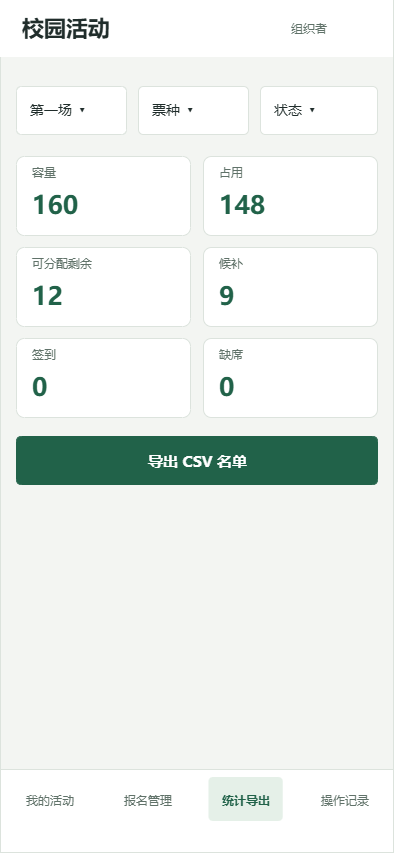 校园活动
组织者
第一场 ▾
票种 ▾
状态 ▾
容量
160
占用
148
可分配剩余
12
候补
9
签到
0
缺席
0
导出 CSV 名单
我的活动
报名管理
统计导出
操作记录